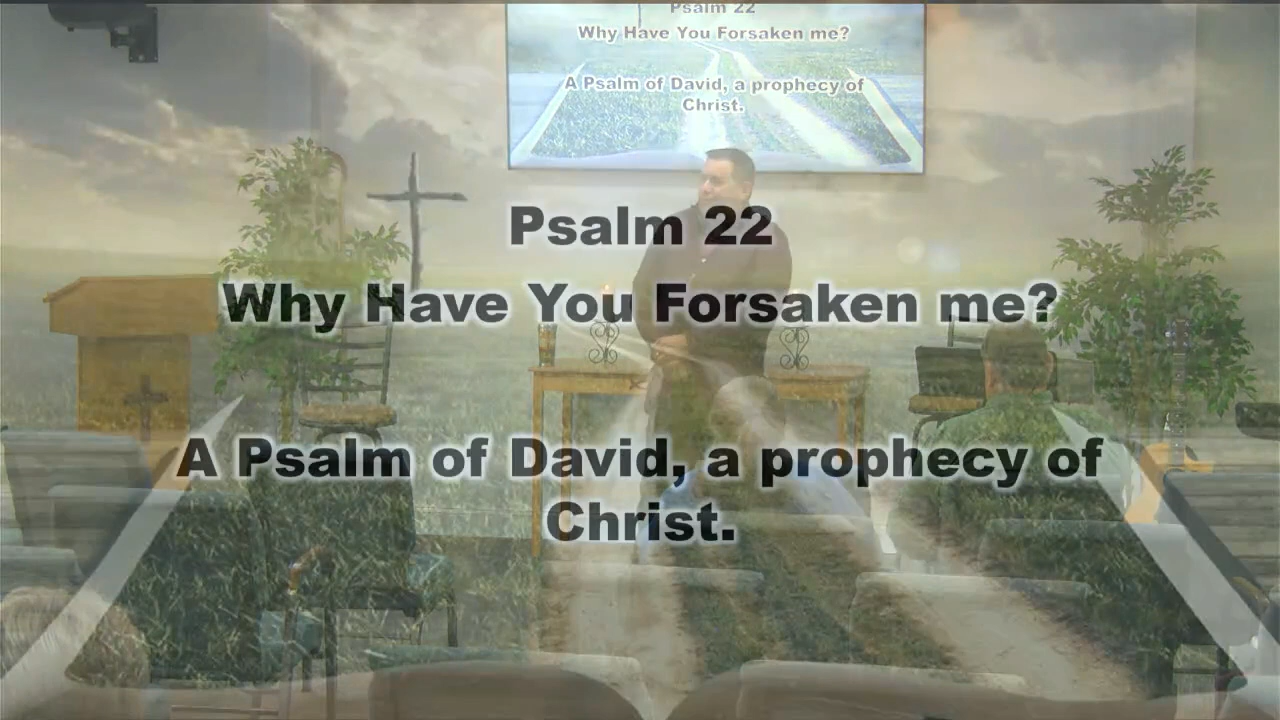 Psalm 22
Why Have You Forsaken me?
A Psalm of David, a prophecy of
Christ.
Psalm 22
Why Have You Forsaken me?
A Psalm of David, a prophecy of
Christ.